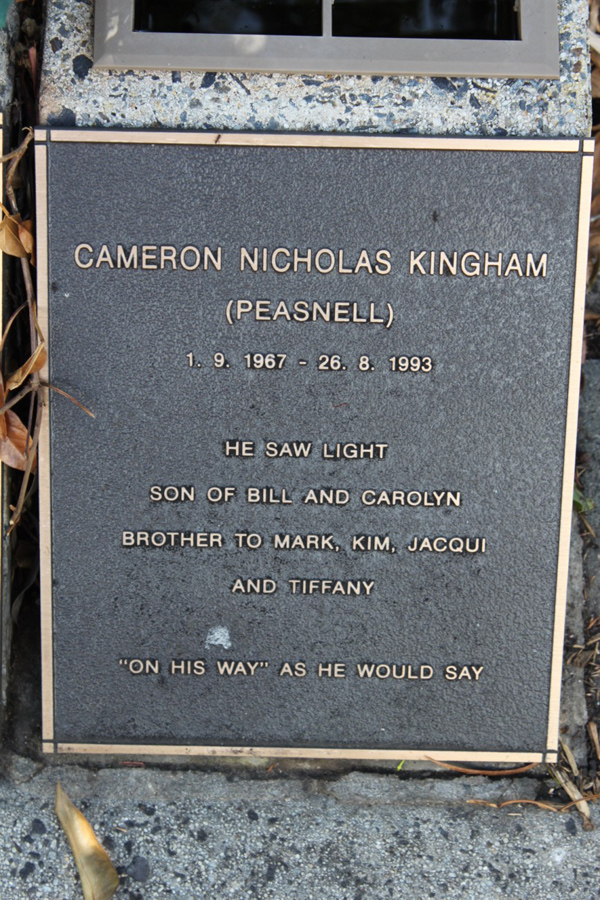 CAMERON NICHOLAS KINGHAM
(PEASNELL)
1. 9. 1967 - 26. 8. 1993
HE SAW LIGHT
SON OF BILL AND CAROLYN
BROTHER TO MARK, KIM, JACQUI
AND TIFFANY
"ON HIS WAY" AS HE WOULD SAY